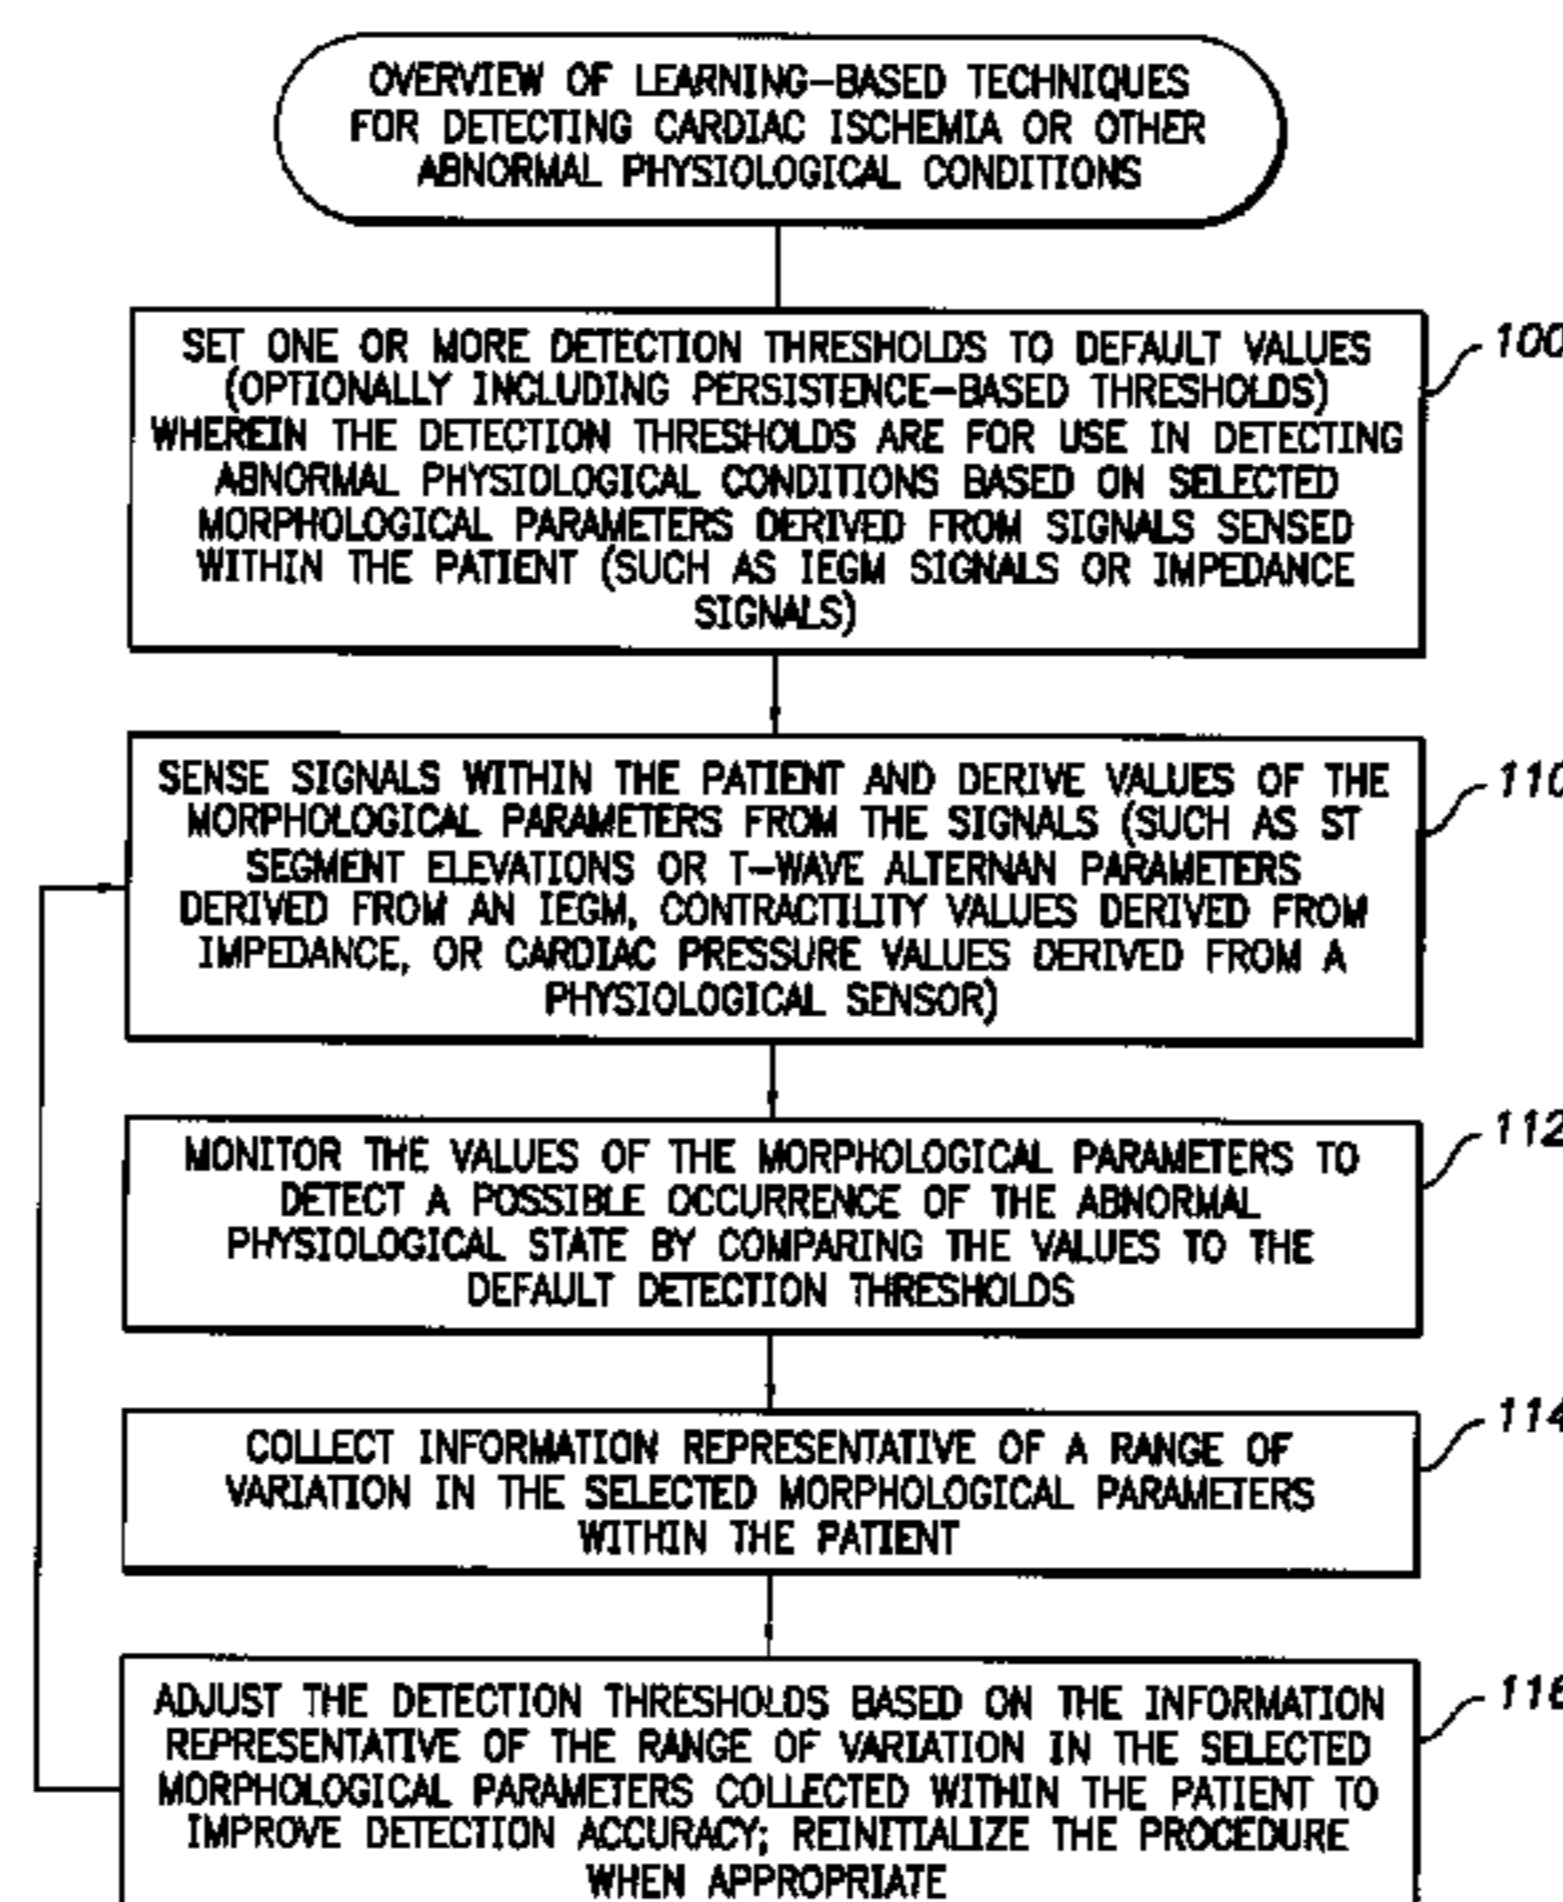 OVERVIEW OF LEARNING-BASED TECHNIQUES
FOR DETECTING CARDIAC ISCHEMIA OR OTHER
ABNORMAL PHYSIOLOGICAL CONDITIONS
SET ONE OR MORE DETECTION THRESHOLDS TO DEFAULT VALUES
(OPTIONALLY INCLUDING PERSISTENCE-BASED THRESHOLDS)
WHEREIN THE DETECTION THRESHOLDS ARE FOR USE IN DETECTING
ABNORMAL PHYSIOLOGICAL CONDITIONS BASED ON SELECTED
MORPHOLOGICAL PARAMETERS DERIVED FROM SIGNALS SENSED
WITHIN THE PATIENT (SUCH AS IEGM SIGNALS OR IMPEDANCE
SIGNALS)
100
SENSE SIGNALS WITHIN THE PATIENT AND DERIVE VALUES OF THE
MORPHOLOGICAL PARAMETERS FROM THE SIGNALS (SUCH AS ST
SEGMENT ELEVATIONS OR T-WAVE ALTERNAN PARAMETERS
DERIVED FROM AN IEGM, CONTRACTILITY VALUES DERIVED FROM
IMPEDANCE, OR CARDIAC PRESSURE VALUES DERIVED FROM A
PHYSIOLOGICAL SENSOR)
110
MONITOR THE VALUES OF THE MORPHOLOGICAL PARAMETERS TO
DETECT A POSSIBLE OCCURRENCE OF THE ABNORMAL
PHYSIOLOGICAL STATE BY COMPARING THE VALUES TO THE
DEFAULT DETECTION THRESHOLDS
112
COLLECT INFORMATION REPRESENTATIVE OF A RANGE OF
VARIATION IN THE SELECTED MORPHOLOGICAL PARAMETERS
WITHIN THE PATIENT
114
ADJUST THE DETECTION THRESHOLDS BASED ON THE INFORMATION
REPRESENTATIVE OF THE RANGE OF VARIATION IN THE SELECTED
MORPHOLOGICAL PARAMETERS COLLECTED WITHIN THE PATIENT TO
IMPROVE DETECTION ACCURACY; REINITIALIZE THE PROCEDURE
WHEN APPROPRIATE
116